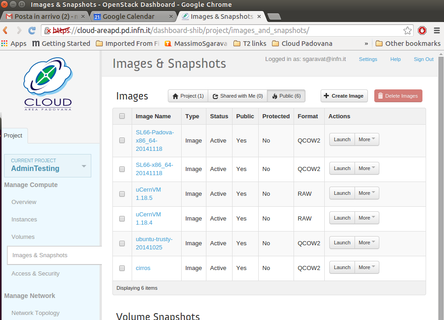 Images & Snapshots - OpenStack Dashboard - Google Chrome
Posta in arrivo (2) - s
Google Calendar
Images & Snapshots - O
https://cloud-areapd.pd.infn.it/dashboard-shib/project/images_and_snapshots/
Apps
Getting Started
Imported From Fi
MassimoSgarava
T2 links
Cloud Padovana
»
Other bookmarks
Images & Snapshots
Logged in as: sgaravat@infn.it
Settings
Help
Sign Out
CLOUD
AREA PADOVANA
Project
CURRENT PROJECT
AdminTesting
Manage Compute
Overview
Instances
Volumes
Images & Snapshots
Access & Security
Manage Network
Network Topology
Images
Project (1)
Shared with Me (0)
Public (6)
+ Create Image
Delete Images
Image Name Type Status Public Protected Format Actions
SL66-Padova-x86_64-20141118 Image Active Yes No QCOW2 Launch More
SL66-x86_64-20141118 Image Active Yes No QCOW2 Launch More
uCernVM 1.18.5 Image Active Yes No RAW Launch More
uCernVM 1.18.4 Image Active Yes No RAW Launch More
ubuntu-trusty-20141025 Image Active Yes No QCOW2 Launch More
cirros Image Active Yes No QCOW2 Launch More
Displaying 6 items
Volume Snapshots